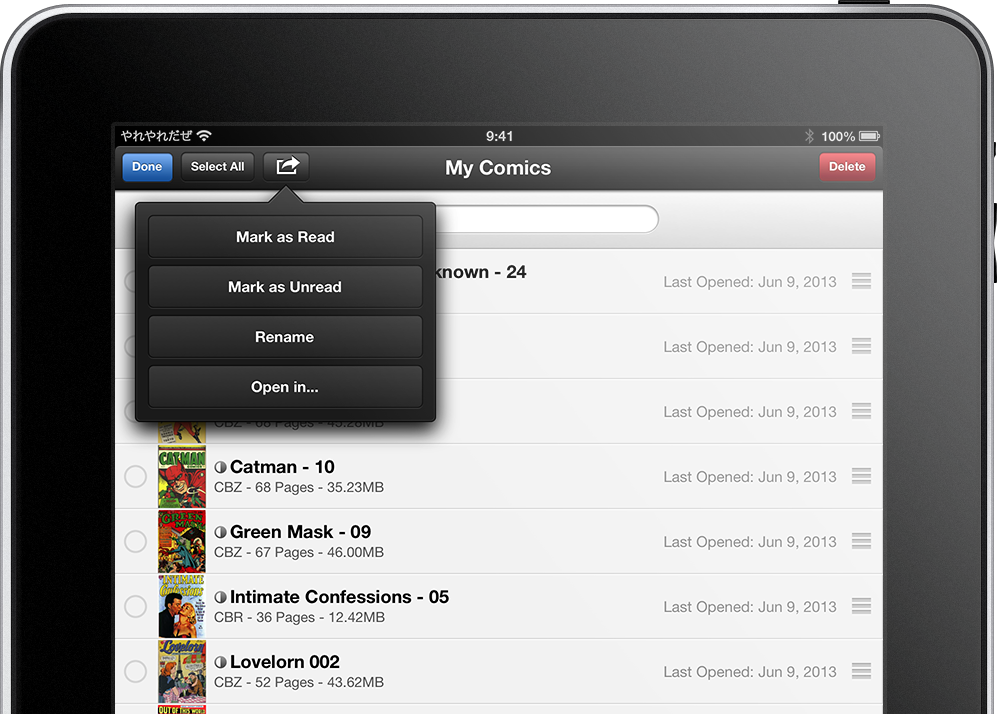 やれやれだぜ 9:41 100%
Done Select All My Comics Delete
Mark as Read
Mark as Unread
Rename
Open in...
known - 24
Last Opened: Jun 9, 2013
Last Opened: Jun 9, 2013
Last Opened: Jun 9, 2013
CBZ - 68 Pages - 45.26MB
CATMAN
Catman - 10
CBZ - 68 Pages - 35.23MB
Last Opened: Jun 9, 2013
GREEN MASK
Green Mask - 09
CBZ - 67 Pages - 46.00MB
Last Opened: Jun 9, 2013
INTIMATE
Confessions
Intimate Confessions - 05
CBR - 36 Pages - 12.42MB
Last Opened: Jun 9, 2013
Lovelorn
Lovelorn 002
CBZ - 52 Pages - 43.62MB
Last Opened: Jun 9, 2013
OUT OF THIS WORLD